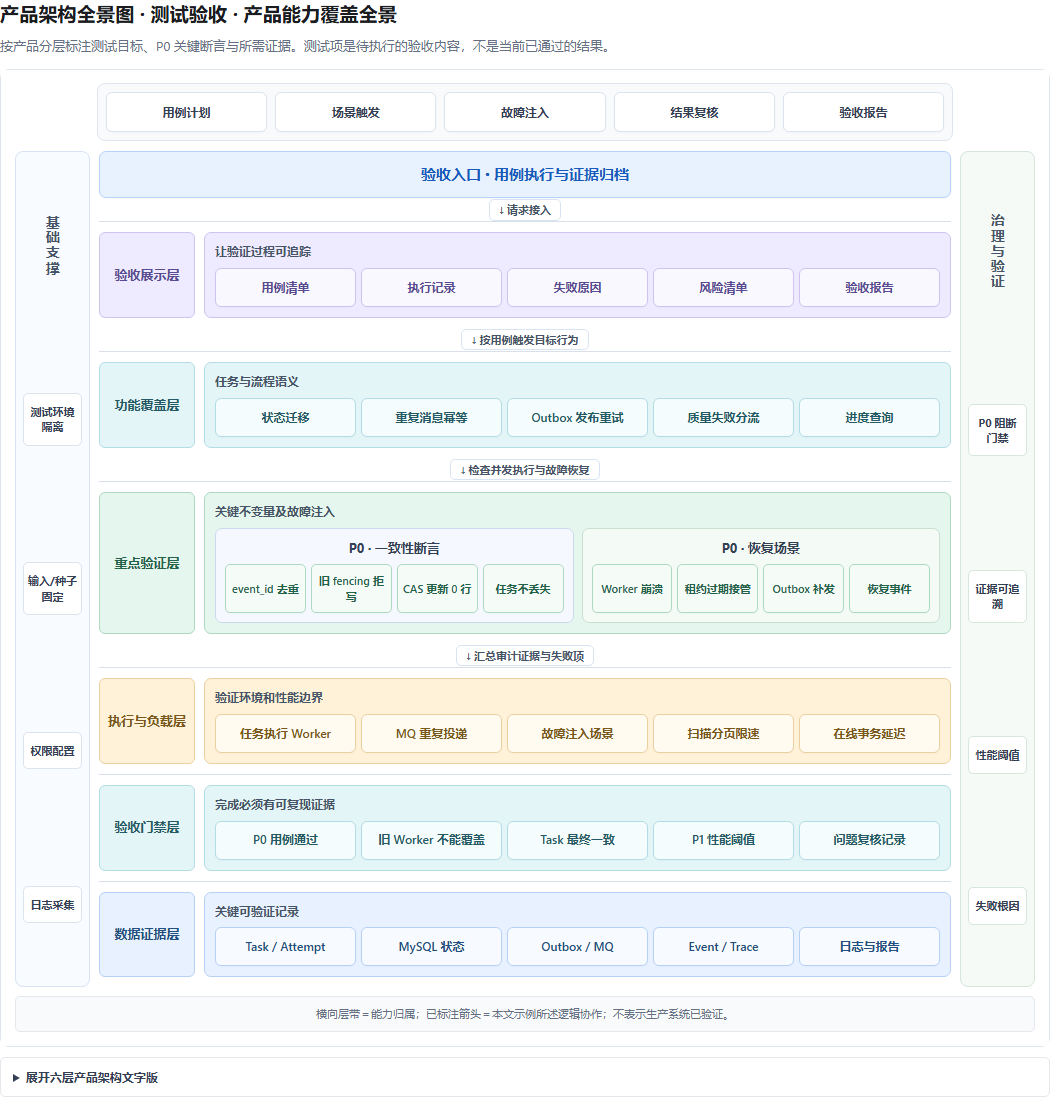 产品架构全景图 · 测试验收 · 产品能力覆盖全景
按产品分层标注测试目标、P0 关键断言与所需证据。测试项是待执行的验收内容，不是当前已通过的结果。
用例计划
场景触发
故障注入
结果复核
验收报告
基础支撑
测试环境
隔离
输入/种子
固定
权限配置
日志采集
验收入口 · 用例执行与证据归档
↓ 请求接入
验收展示层
让验证过程可追踪
用例清单
执行记录
失败原因
风险清单
验收报告
↓ 按用例触发目标行为
功能覆盖层
任务与流程语义
状态迁移
重复消息幂等
Outbox 发布重试
质量失败分流
进度查询
↓ 检查并发执行与故障恢复
重点验证层
关键不变量及故障注入
P0 · 一致性断言
event_id 去重
旧 fencing 拒
写
CAS 更新 0 行
任务不丢失
P0 · 恢复场景
Worker 崩溃
租约过期接管
Outbox 补发
恢复事件
↓ 汇总审计证据与失败项
执行与负载层
验证环境和性能边界
任务执行 Worker
MQ 重复投递
故障注入场景
扫描分页限速
在线事务延迟
验收门禁层
完成必须有可复现证据
P0 用例通过
旧 Worker 不能覆盖
Task 最终一致
P1 性能阈值
问题复核记录
数据证据层
关键可验证记录
Task / Attempt
MySQL 状态
Outbox / MQ
Event / Trace
日志与报告
治理与验证
P0 阻断
门禁
证据可追
溯
性能阈值
失败根因
横向层带＝能力归属；已标注箭头＝本文示例所述逻辑协作；不表示生产系统已验证。
▶ 展开六层产品架构文字版